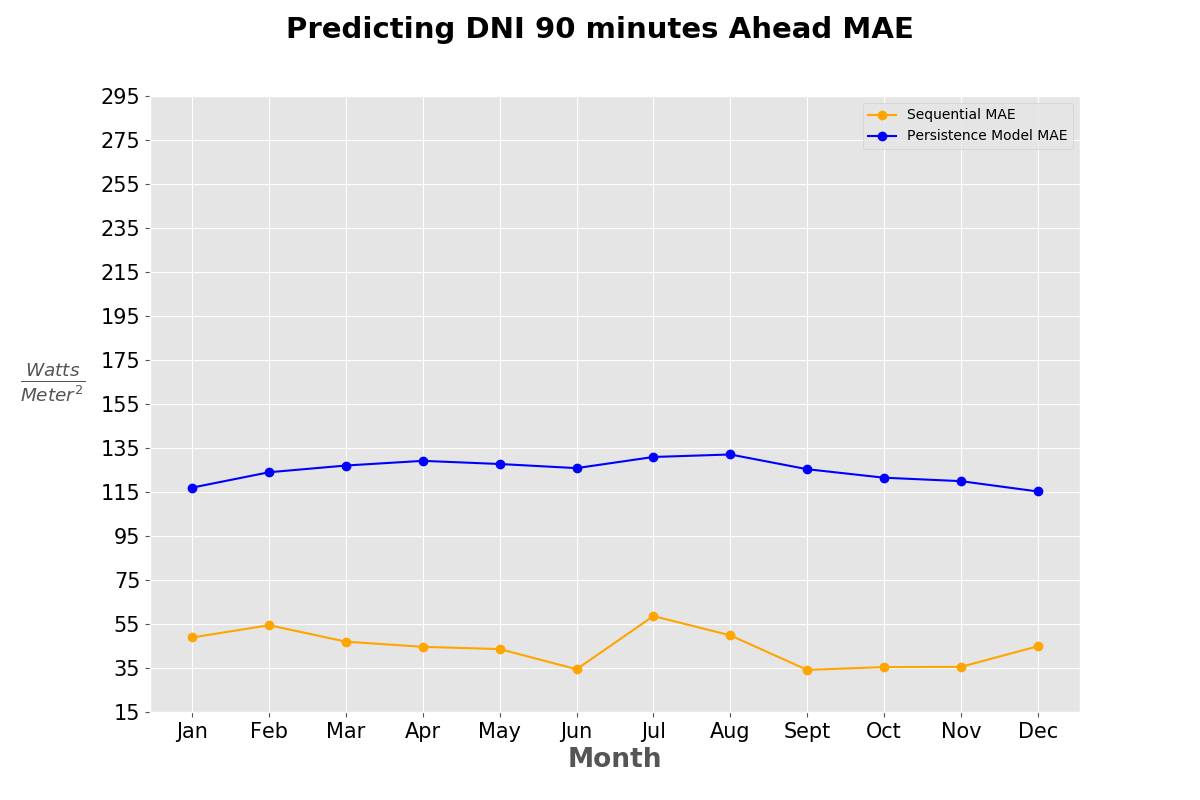 Predicting DNI 90 minutes Ahead MAE
295
275
255
235
215
195
175
155
135
115
95
75
55
35
15
Watts
Meter²
Sequential MAE
Persistence Model MAE
Jan Feb Mar Apr May Jun Jul Aug Sept Oct Nov Dec
Month